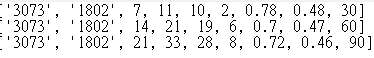 ['3073', '1802', 7, 11, 10, 2, 0.78, 0.48, 30]
['3073', '1802', 14, 21, 19, 6, 0.7, 0.47, 60]
['3073', '1802', 21, 33, 28, 8, 0.72, 0.46, 90]